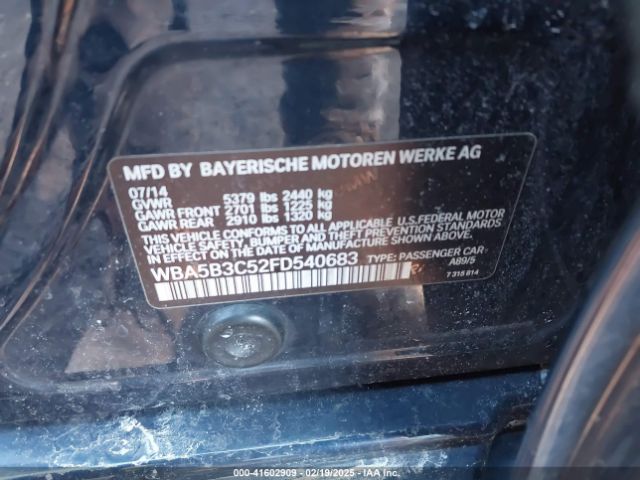 MFD BY BAYERISCHE MOTOREN WERKE AG
07/14
GVWR 5379 lbs 2440 kg
GAWR FRONT 2701 lbs 1225 kg
GAWR REAR 2910 lbs 1320 kg
THIS VEHICLE CONFORMS TO ALL APPLICABLE U.S.FEDERAL MOTOR
VEHICLE SAFETY, BUMPER AND THEFT PREVENTION STANDARDS
IN EFFECT ON THE DATE OF MANUFACTURE SHOWN ABOVE.
WBA5B3C52FD540683 TYPE: PASSENGER CAR
A89/5
7 315 814
000-41602909 - 02/19/2025 - IAA Inc.